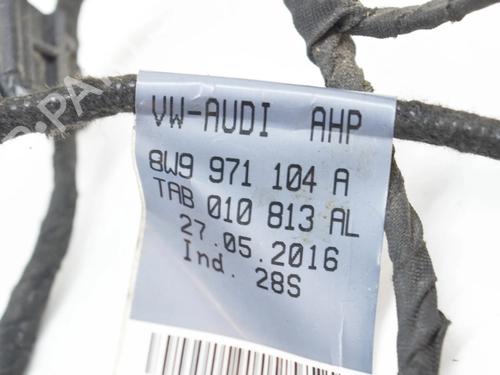 VW-AUDI AHP
8W9 971 104 A
TAB 010 813 AL
27.05.2016
Ind. 28S